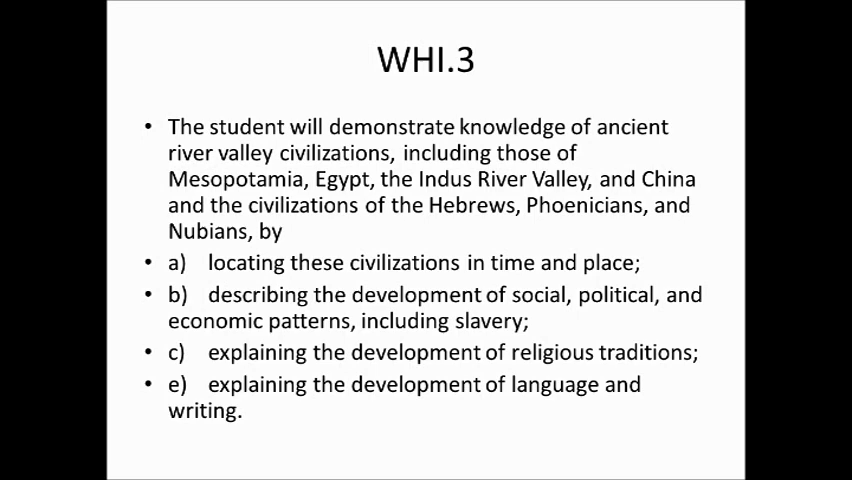 WHI.3
• The student will demonstrate knowledge of ancient
river valley civilizations, including those of
Mesopotamia, Egypt, the Indus River Valley, and China
and the civilizations of the Hebrews, Phoenicians, and
Nubians, by
• a) locating these civilizations in time and place;
• b) describing the development of social, political, and
economic patterns, including slavery;
• c) explaining the development of religious traditions;
• e) explaining the development of language and
writing.